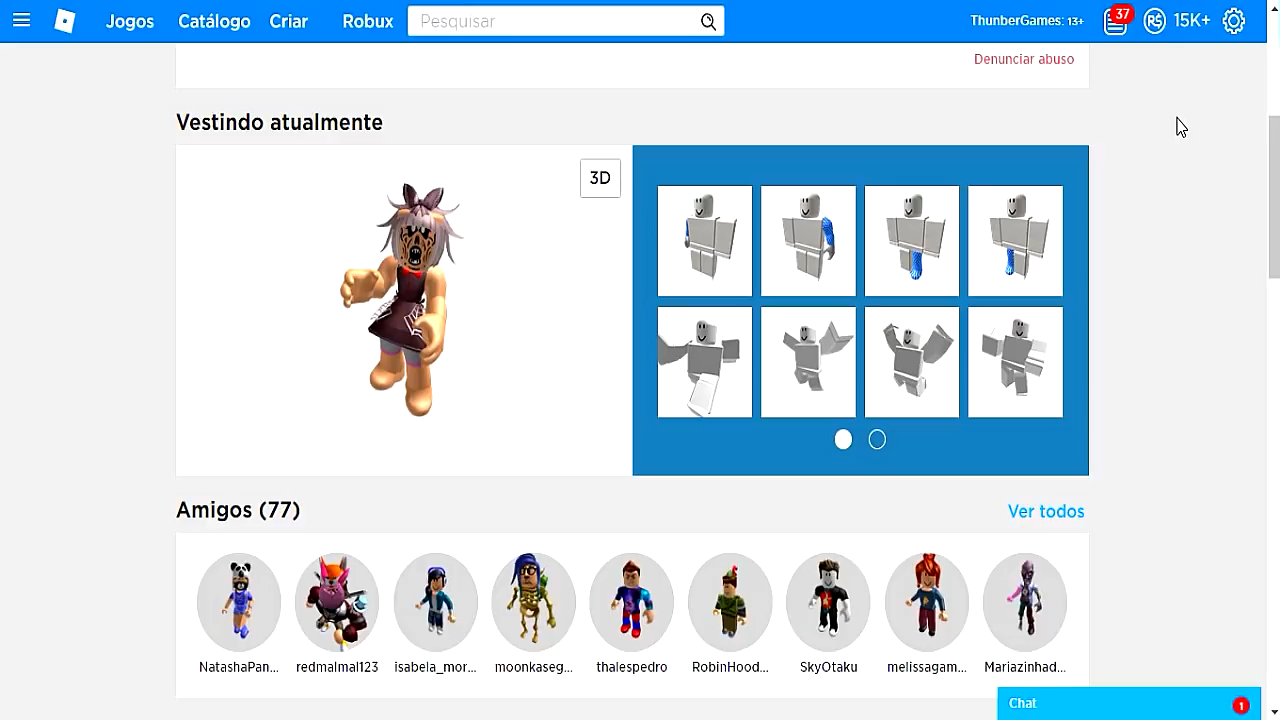 Jogos Catálogo Criar Robux Pesquisar ThunberGames: 13+ 37 R$ 15K+
Denunciar abuso
Vestindo atualmente
3D
Amigos (77) Ver todos
NatashaPan... redmalmal123 isabela_mor... moonkaseg... thalespedro RobinHood... SkyOtaku melissagam... Mariazinhad...
Chat 1